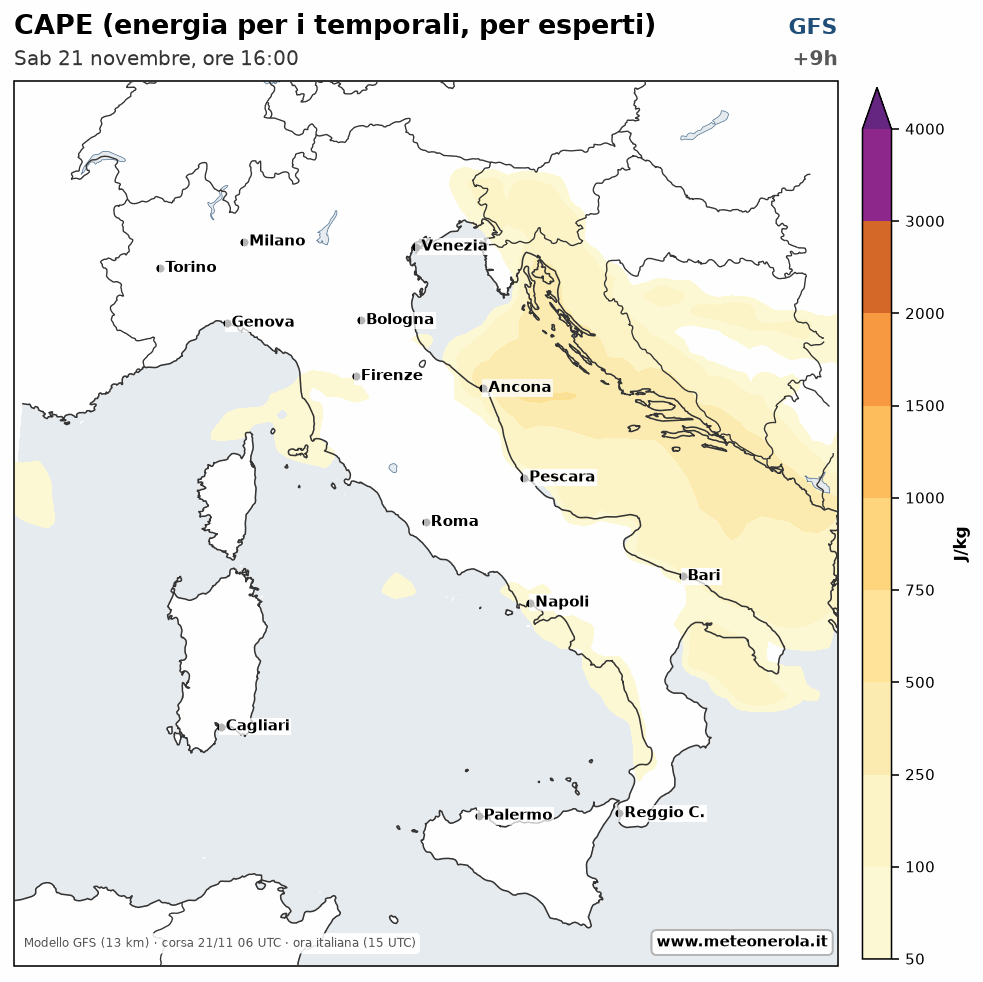 CAPE (energia per i temporali, per esperti)
GFS
Sab 21 novembre, ore 16:00
+9h
4000
3000
2000
1500
1000
750
500
250
100
50
J/kg
Venezia
Milano
Torino
Bologna
Genova
Firenze
Ancona
Pescara
Roma
Bari
Napoli
Cagliari
Palermo
Reggio C.
Modello GFS (13 km) · corsa 21/11 06 UTC · ora italiana (15 UTC)
www.meteonerola.it